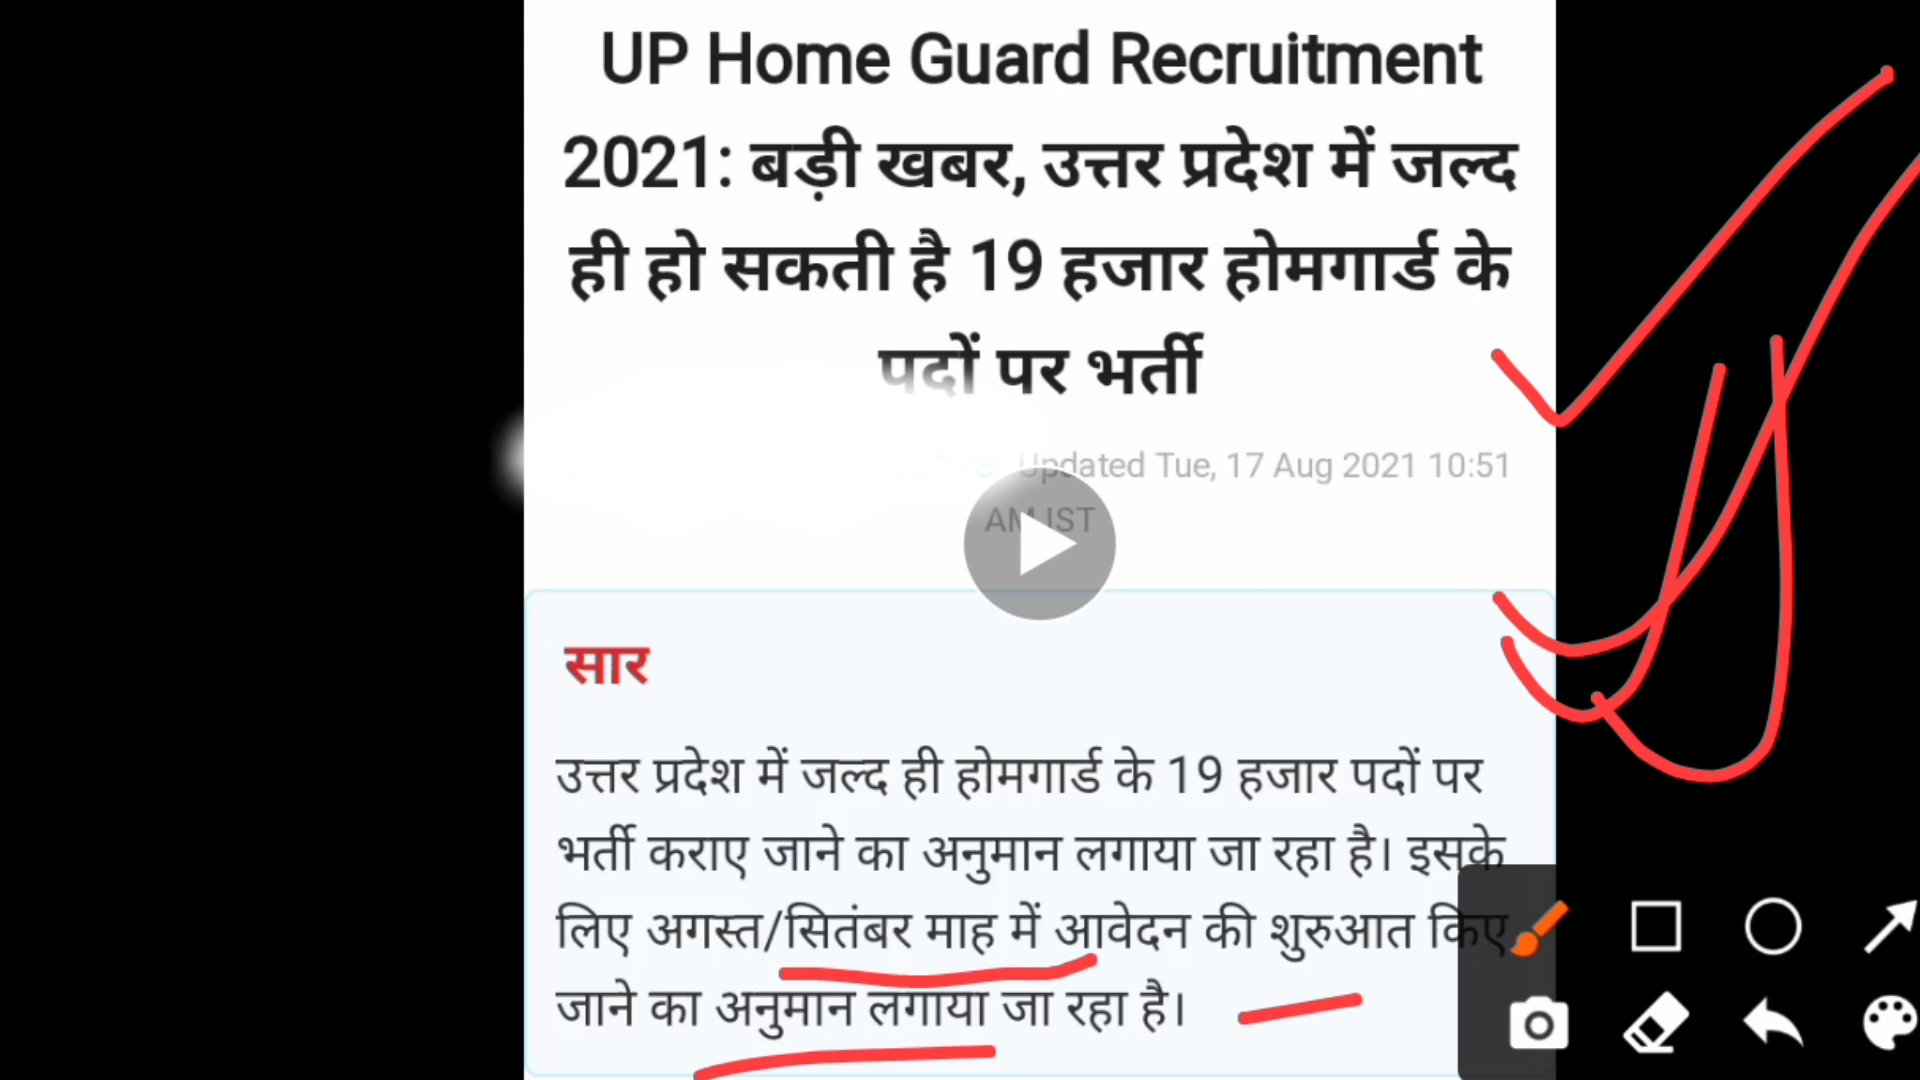 UP Home Guard Recruitment
2021: बड़ी खबर, उत्तर प्रदेश में जल्द
ही हो सकती है 19 हजार होमगार्ड के
पदों पर भर्ती
Updated Tue, 17 Aug 2021 10:51
AM IST
सार
उत्तर प्रदेश में जल्द ही होमगार्ड के 19 हजार पदों पर
भर्ती कराए जाने का अनुमान लगाया जा रहा है। इसके
लिए अगस्त/सितंबर माह में आवेदन की शुरुआत किए
जाने का अनुमान लगाया जा रहा है।